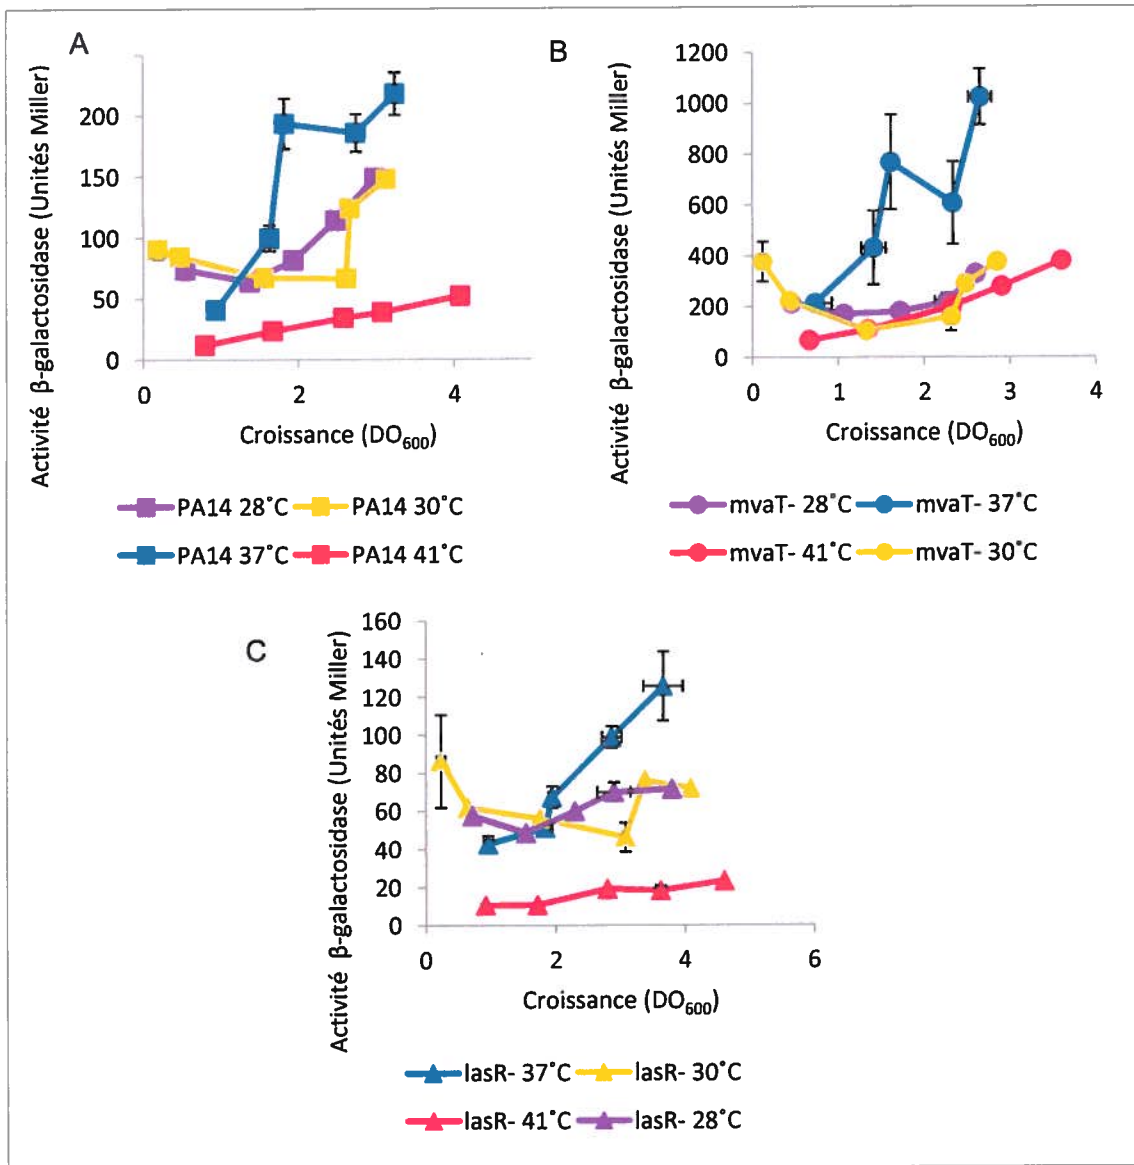 A
Activité β-galactosidase (Unités Miller)
200
150
100
50
0
0 2 4
Croissance (DO600)
PA14 28°C PA14 30°C
PA14 37°C PA14 41°C
B
Activité β-galactosidase (Unités Miller)
1200
1000
800
600
400
200
0
0 1 2 3 4
Croissance (DO600)
mvaT- 28°C mvaT- 37°C
mvaT- 41°C mvaT- 30°C
C
Activité β-galactosidase (Unités Miller)
160
140
120
100
80
60
40
20
0
0 2 4 6
Croissance (DO600)
lasR- 37°C lasR- 30°C
lasR- 41°C lasR- 28°C